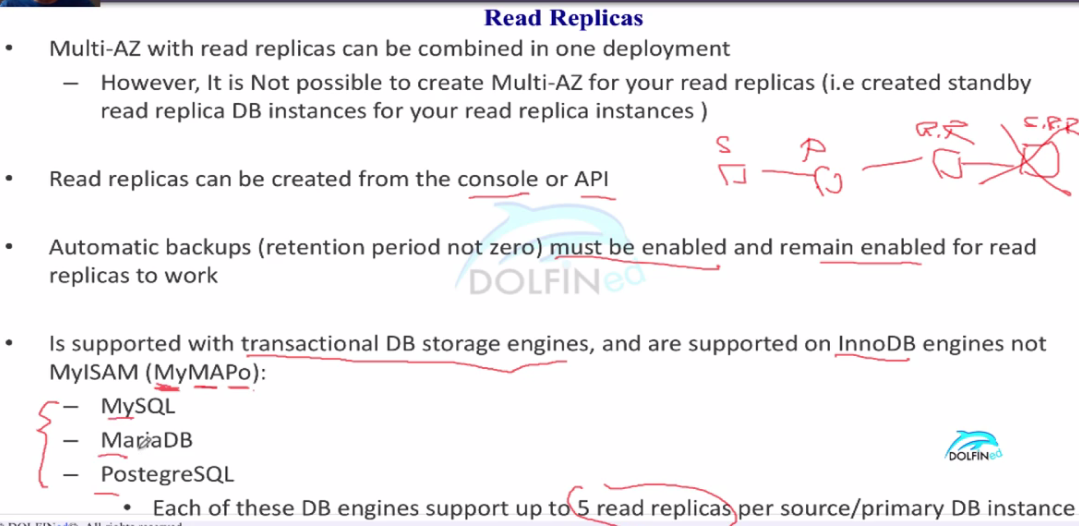 Read Replicas
• Multi-AZ with read replicas can be combined in one deployment
– However, It is Not possible to create Multi-AZ for your read replicas (i.e created standby
read replica DB instances for your read replica instances )
S P R.R S.R.R
• Read replicas can be created from the console or API
• Automatic backups (retention period not zero) must be enabled and remain enabled for read
replicas to work
DOLFINed
• Is supported with transactional DB storage engines, and are supported on InnoDB engines not
MyISAM (MyMAPo):
– MySQL
– MariaDB
DOLFINed
– PostegreSQL
• Each of these DB engines support up to 5 read replicas per source/primary DB instance